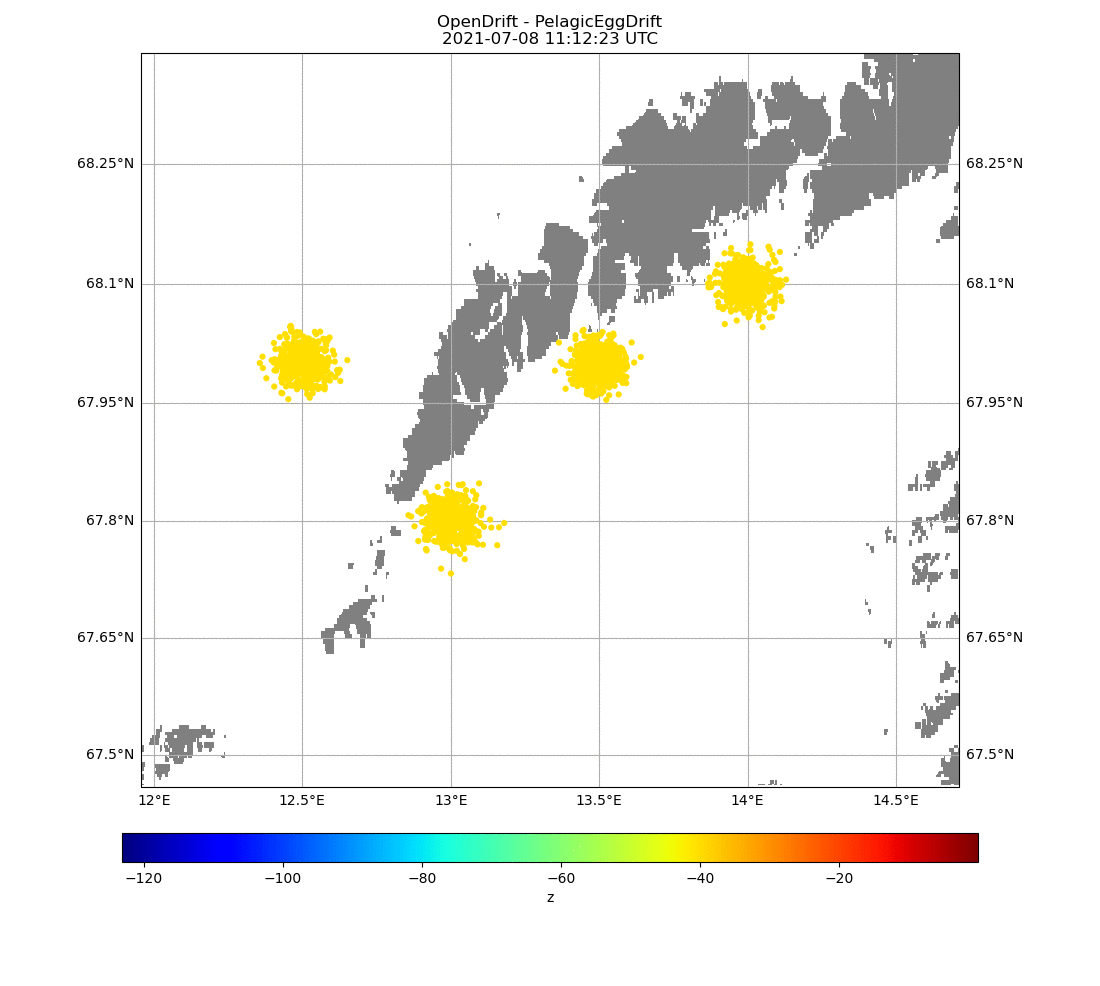 OpenDrift - PelagicEggDrift
2021-07-08 11:12:23 UTC
68.25°N 68.25°N
68.1°N 68.1°N
67.95°N 67.95°N
67.8°N 67.8°N
67.65°N 67.65°N
67.5°N 67.5°N
12°E 12.5°E 13°E 13.5°E 14°E 14.5°E
−120 −100 −80 −60 −40 −20
z